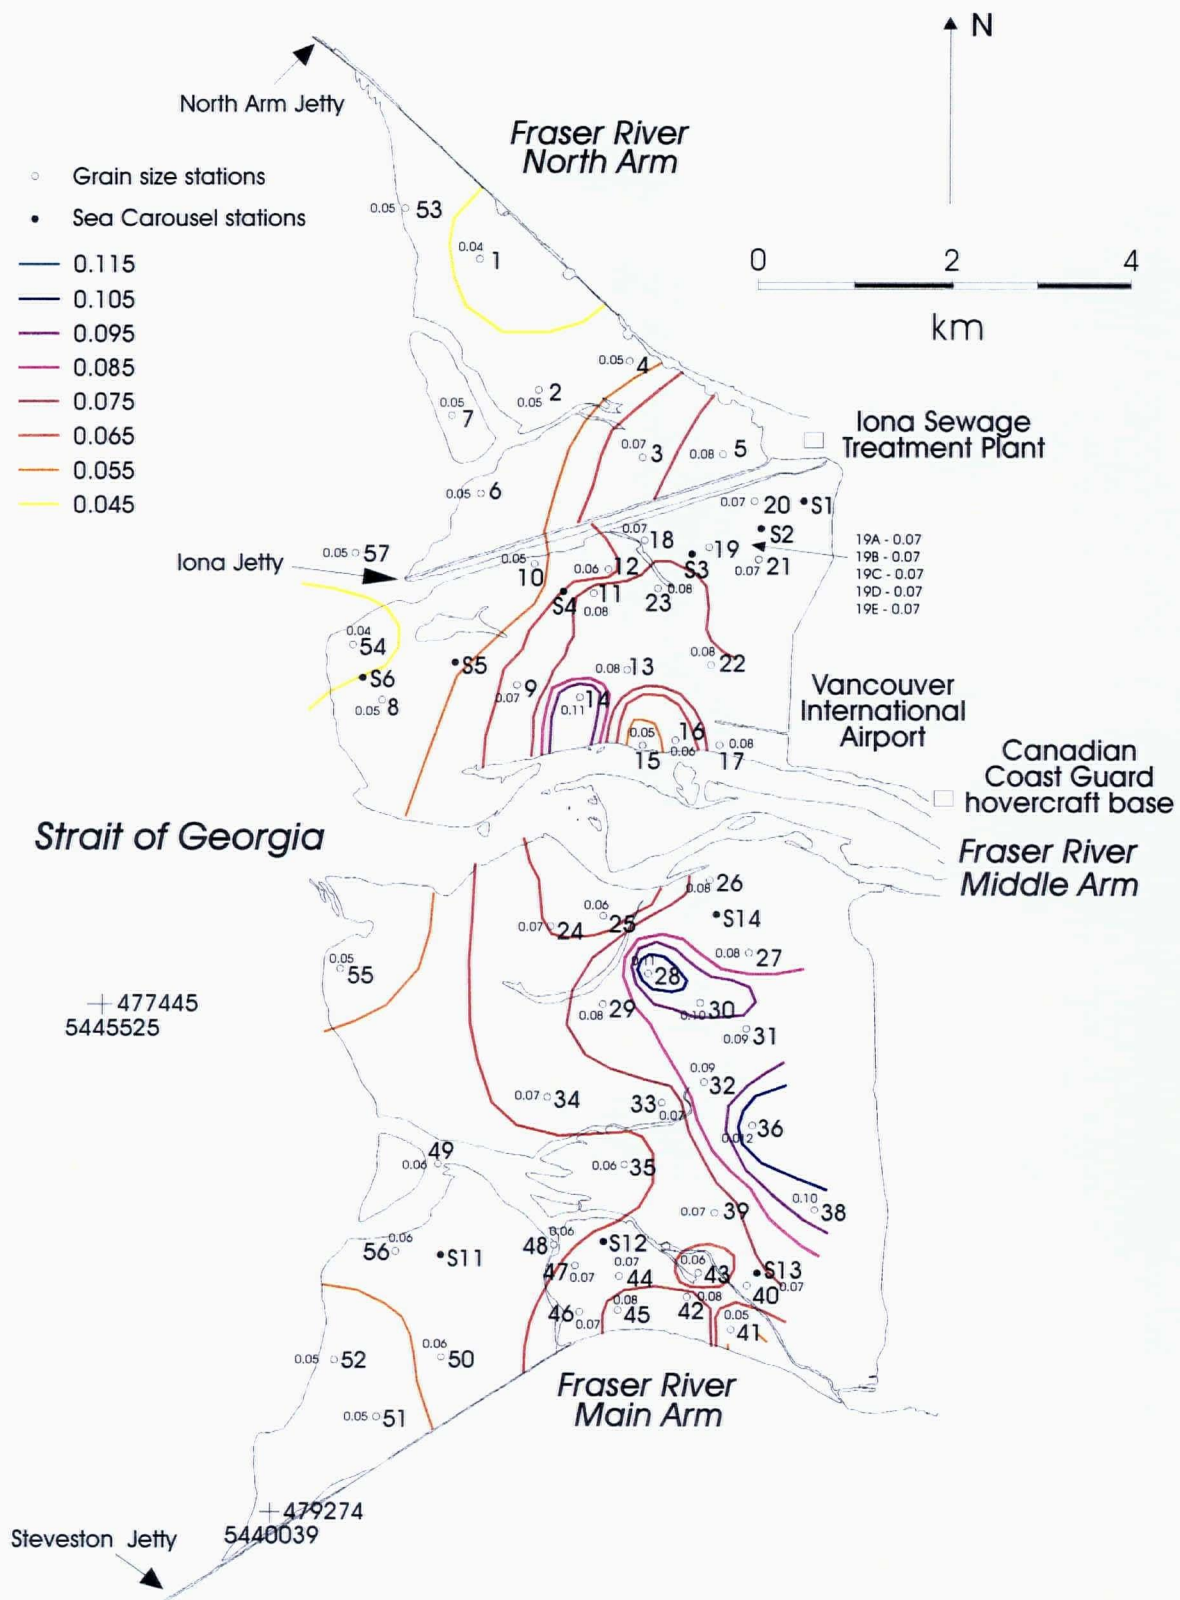 N
North Arm Jetty
Fraser River
North Arm
Grain size stations
Sea Carousel stations
0.115
0.105
0.095
0.085
0.075
0.065
0.055
0.045
0 2 4
km
0.05 53
0.04 1
0.05 4
0.05 2
0.05 7
0.07 3
0.08 5
Iona Sewage
Treatment Plant
0.05 6
0.07 20 S1
S2
0.07 18
19
S3
0.07 21
19A - 0.07
19B - 0.07
19C - 0.07
19D - 0.07
19E - 0.07
0.05 57
Iona Jetty
0.05 10
0.06 12
S4
11
0.08
23 0.08
0.04
54
S5
S6
0.05 8
0.08 13
0.08 22
0.07 9
14
0.11
0.05
15
16
0.06
17 0.08
Vancouver
International
Airport
Canadian
Coast Guard
hovercraft base
Strait of Georgia
Fraser River
Middle Arm
0.08 26
S14
0.07 24
0.06
25
0.08 27
0.05
55
0.11
28
477445
5445525
0.08 29
0.10 30
0.09 31
0.09
32
0.07 34
33 0.07
36
0.012
49
0.06
0.06 35
0.10
38
0.07 39
0.06
56
S11
48 0.06
S12
47 0.07
0.07
44
0.06
43
S13
40 0.07
46 0.07
0.08
45
42 0.08
0.05
41
0.05 52
0.06
50
0.05 51
Fraser River
Main Arm
479274
5440039
Steveston Jetty